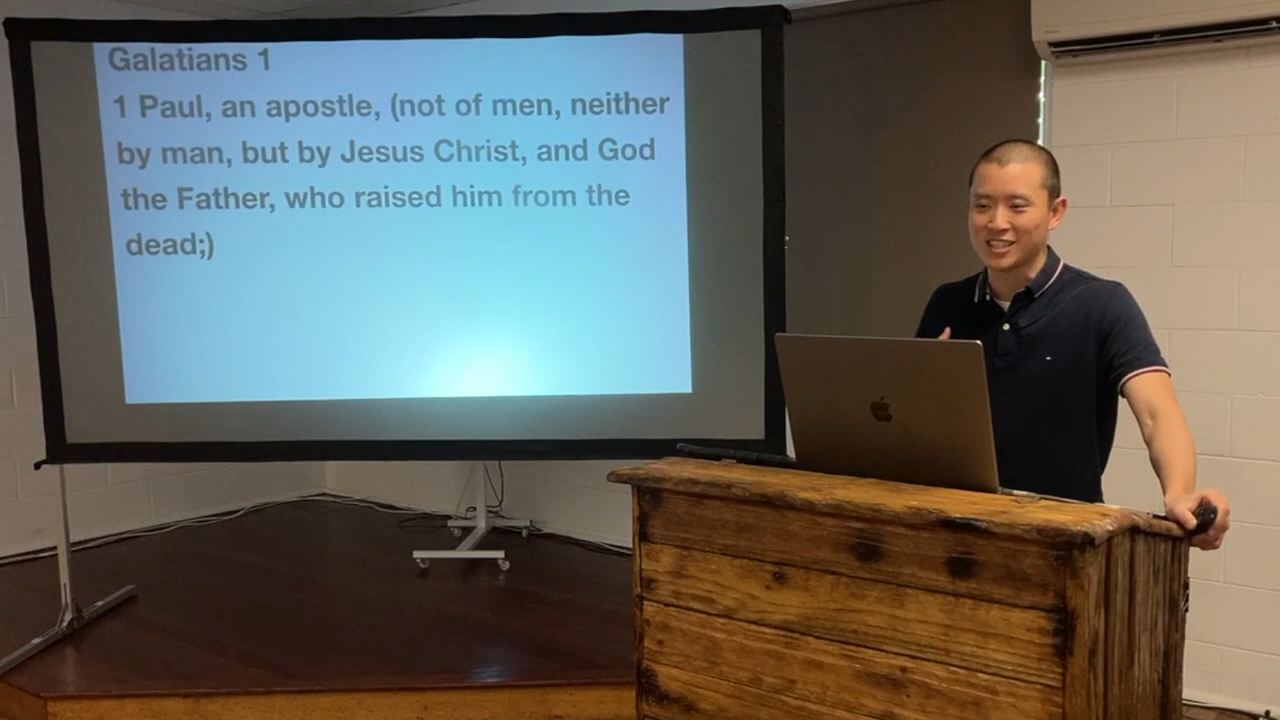 Galatians 1
1 Paul, an apostle, (not of men, neither
by man, but by Jesus Christ, and God
the Father, who raised him from the
dead;)